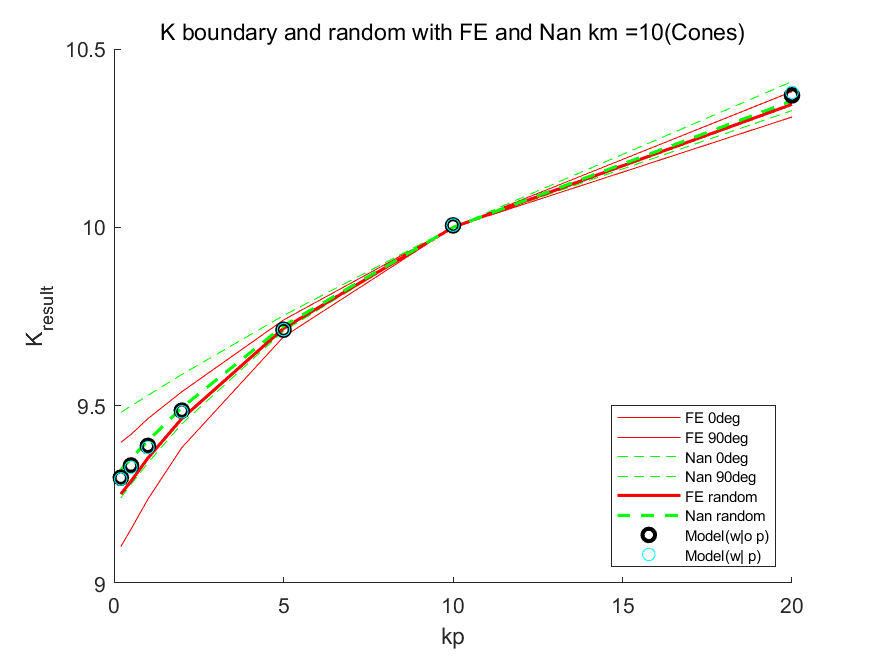 K boundary and random with FE and Nan km =10(Cones)
10.5
10
9.5
9
K_result
0
5
10
15
20
kp
FE 0deg
FE 90deg
Nan 0deg
Nan 90deg
FE random
Nan random
Model(w|o p)
Model(w| p)